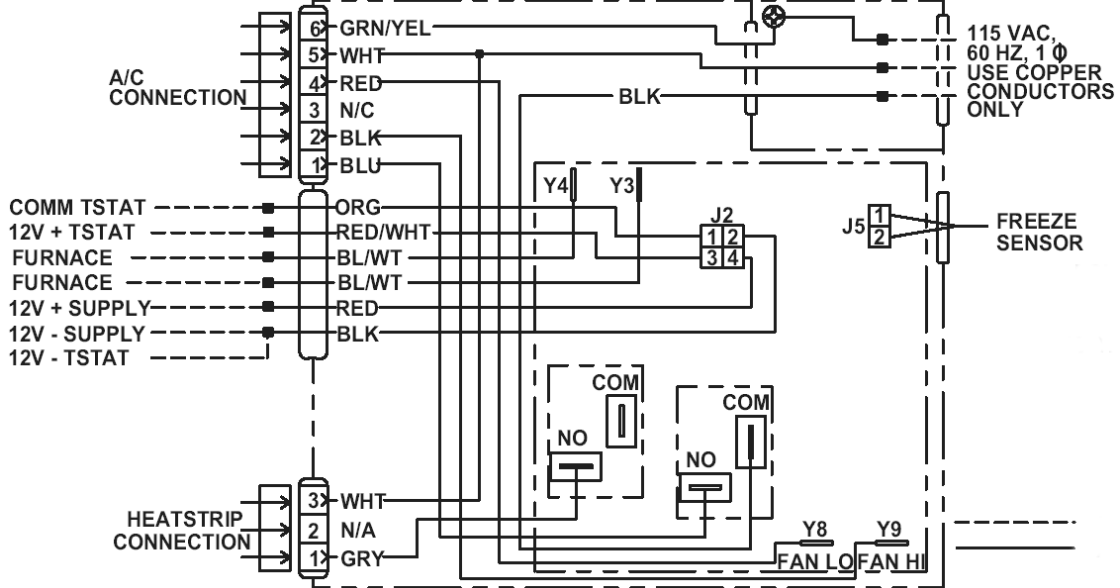 6 GRN/YEL
5 WHT
4 RED
3 N/C
2 BLK
1 BLU
A/C
CONNECTION
BLK
115 VAC,
60 HZ, 1 ϕ
USE COPPER
CONDUCTORS
ONLY
COMM TSTAT
12V + TSTAT
FURNACE
FURNACE
12V + SUPPLY
12V - SUPPLY
12V - TSTAT
ORG
RED/WHT
BL/WT
BL/WT
RED
BLK
Y4 Y3
J2
1 2
3 4
J5
1
2
FREEZE
SENSOR
COM
NO
COM
NO
HEATSTRIP
CONNECTION
3 WHT
2 N/A
1 GRY
Y8 Y9
FAN LO FAN HI